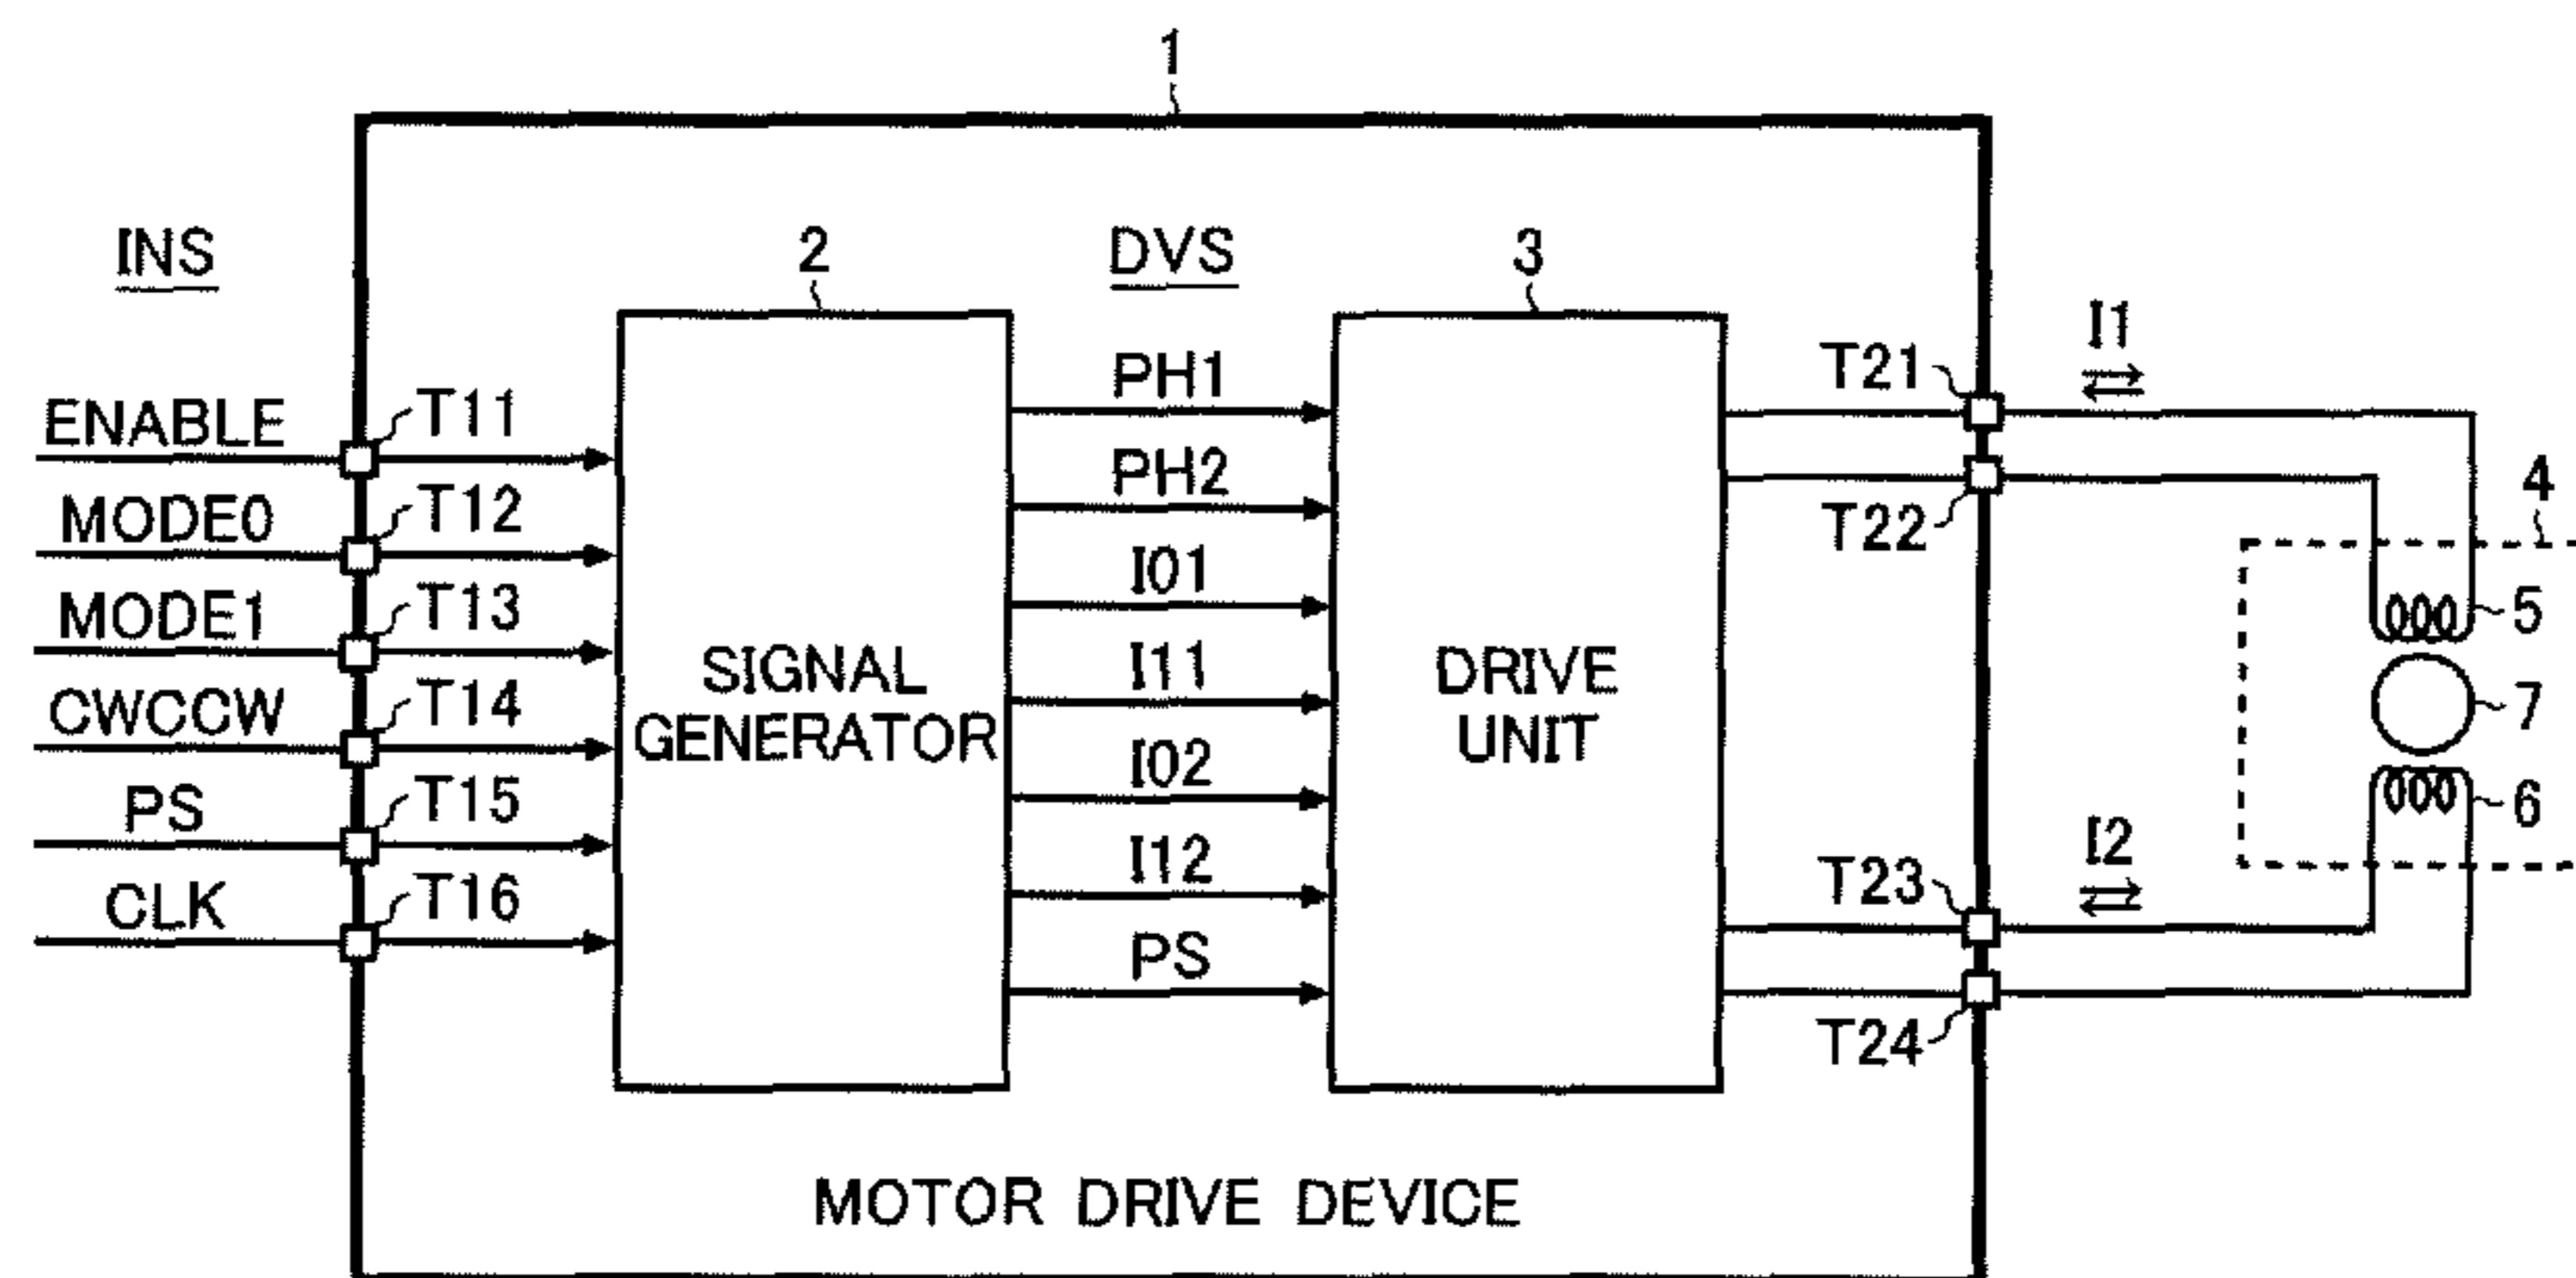 1
INS
2
DVS
3
ENABLE
T11
MODE0
T12
MODE1
T13
CWCCW
T14
PS
T15
CLK
T16
SIGNAL
GENERATOR
PH1
PH2
I01
I11
I02
I12
PS
DRIVE
UNIT
T21
T22
T23
T24
I1
I2
4
5
7
6
MOTOR DRIVE DEVICE